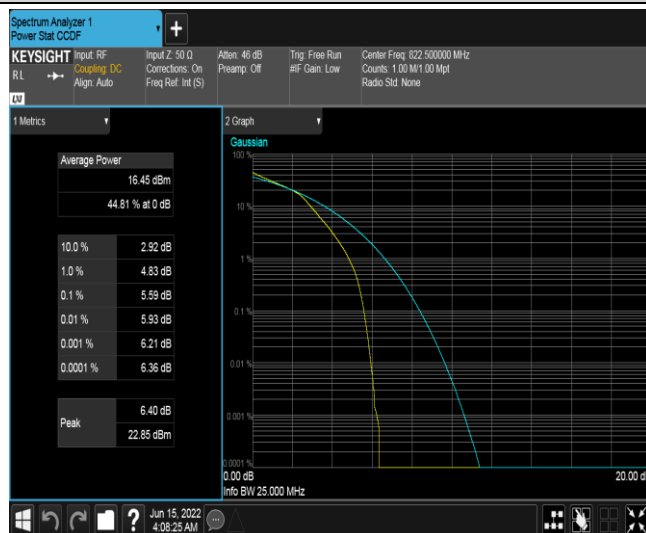 Spectrum Analyzer 1
Power Stat CCDF
+
KEYSIGHT
RL
LXI
Input: RF
Coupling: DC
Align: Auto
Input Z: 50 Ω
Corrections: On
Freq Ref: Int (S)
Atten: 46 dB
Preamp: Off
Trig: Free Run
#IF Gain: Low
Center Freq: 822.500000 MHz
Counts: 1.00 M/1.00 Mpt
Radio Std: None
1 Metrics
Average Power
16.45 dBm
44.81 % at 0 dB
10.0 % 2.92 dB
1.0 % 4.83 dB
0.1 % 5.59 dB
0.01 % 5.93 dB
0.001 % 6.21 dB
0.0001 % 6.36 dB
Peak
6.40 dB
22.85 dBm
2 Graph
Gaussian
100 %
10 %
1 %
0.1 %
0.01 %
0.001 %
0.0001 %
0.00 dB
20.00 d
Info BW 25.000 MHz
?
Jun 15, 2022
4:08:25 AM